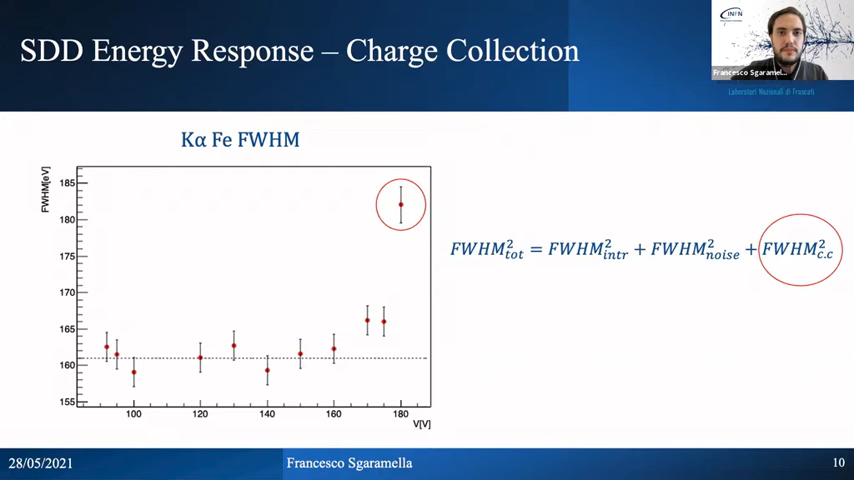 SDD Energy Response – Charge Collection
INFN
Francesco Sgaramel...
Laboratori Nazionali di Frascati
Kα Fe FWHM
FWHM[eV]
185
180
175
170
165
160
155
100
120
140
160
180
V[V]
FWHM²tot = FWHM²intr + FWHM²noise + FWHM²c.c
28/05/2021
Francesco Sgaramella
10